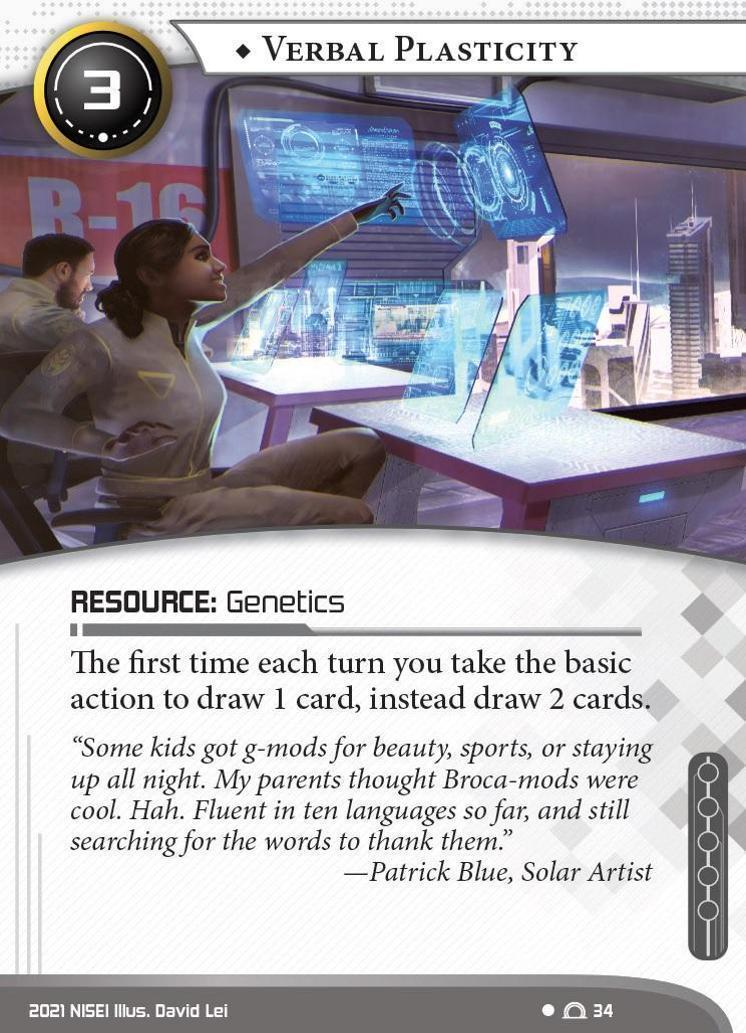 3
◆ VERBAL PLASTICITY
R-16
RESOURCE: Genetics
The first time each turn you take the basic
action to draw 1 card, instead draw 2 cards.
“Some kids got g-mods for beauty, sports, or staying
up all night. My parents thought Broca-mods were
cool. Hah. Fluent in ten languages so far, and still
searching for the words to thank them.”
—Patrick Blue, Solar Artist
2021 NISEI Illus. David Lei
34